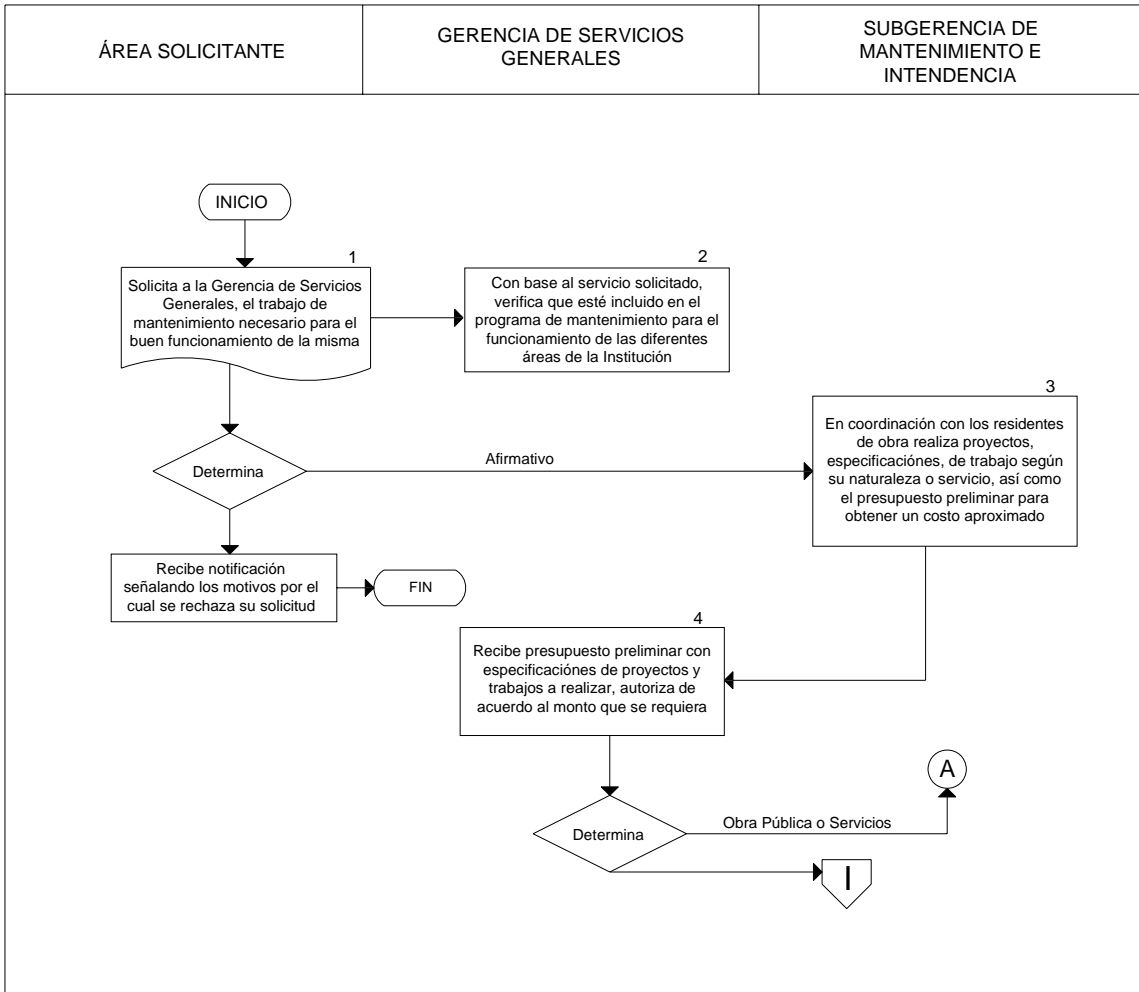 ÁREA SOLICITANTE
GERENCIA DE SERVICIOS
GENERALES
SUBGERENCIA DE
MANTENIMIENTO E
INTENDENCIA
INICIO
1
Solicita a la Gerencia de Servicios
Generales, el trabajo de
mantenimiento necesario para el
buen funcionamiento de la misma
2
Con base al servicio solicitado,
verifica que esté incluido en el
programa de mantenimiento para el
funcionamiento de las diferentes
áreas de la Institución
3
En coordinación con los residentes
de obra realiza proyectos,
especificaciónes, de trabajo según
su naturaleza o servicio, así como
el presupuesto preliminar para
obtener un costo aproximado
Determina
Afirmativo
Recibe notificación
señalando los motivos por el
cual se rechaza su solicitud
FIN
4
Recibe presupuesto preliminar con
especificaciónes de proyectos y
trabajos a realizar, autoriza de
acuerdo al monto que se requiera
A
Determina
Obra Pública o Servicios
I